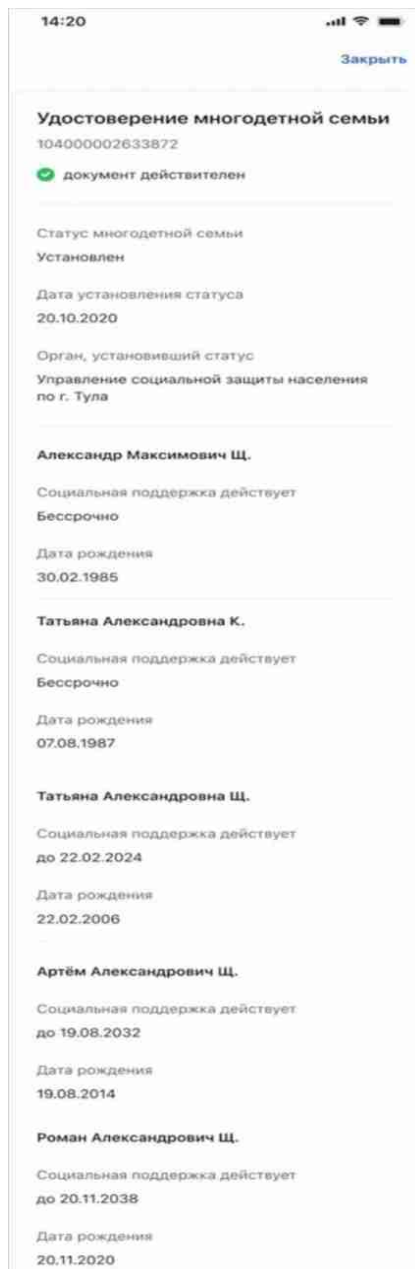 14:20
Закрыть
Удостоверение многодетной семьи
104000002633872
документ действителен
Статус многодетной семьи
Установлен
Дата установления статуса
20.10.2020
Орган, установивший статус
Управление социальной защиты населения
по г. Тула
Александр Максимович Щ.
Социальная поддержка действует
Бессрочно
Дата рождения
30.02.1985
Татьяна Александровна К.
Социальная поддержка действует
Бессрочно
Дата рождения
07.08.1987
Татьяна Александровна Щ.
Социальная поддержка действует
до 22.02.2024
Дата рождения
22.02.2006
Артём Александрович Щ.
Социальная поддержка действует
до 19.08.2032
Дата рождения
19.08.2014
Роман Александрович Щ.
Социальная поддержка действует
до 20.11.2038
Дата рождения
20.11.2020